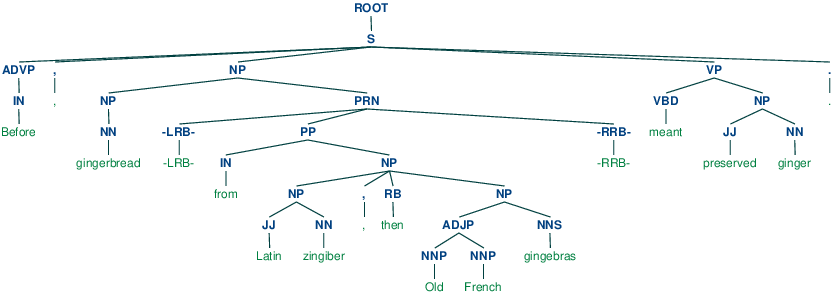 ROOT
S
ADVP , NP VP .
IN , NP PRN VBD NP .
Before NN -LRB- PP -RRB- meant JJ NN
gingerbread -LRB- IN NP -RRB- preserved ginger
from NP , RB NP
JJ NN , then ADJP NNS
Latin zingiber NNP NNP gingebras
Old French